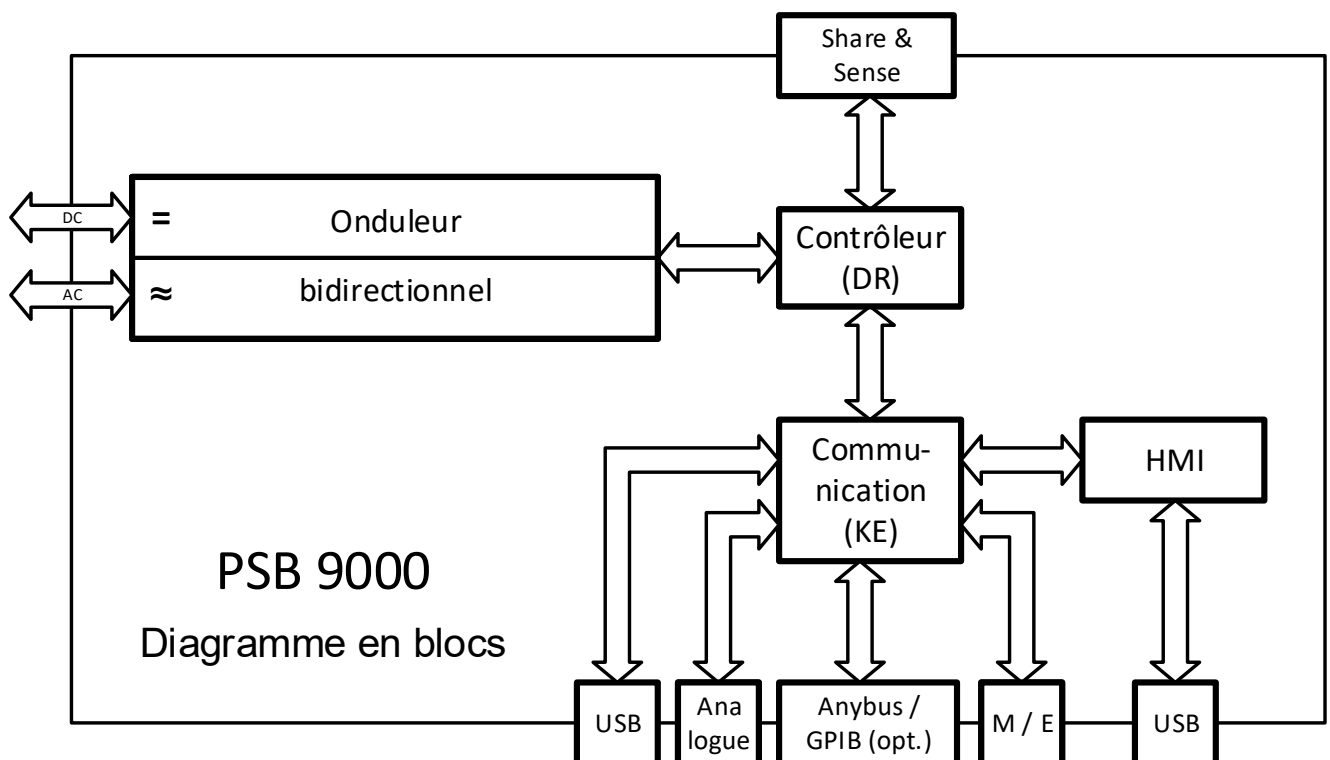 Share &
Sense
DC
=
Onduleur
AC
≈
bidirectionnel
Contrôleur
(DR)
Commu-
nication
(KE)
HMI
PSB 9000
Diagramme en blocs
USB
Ana
logue
Anybus /
GPIB (opt.)
M / E
USB